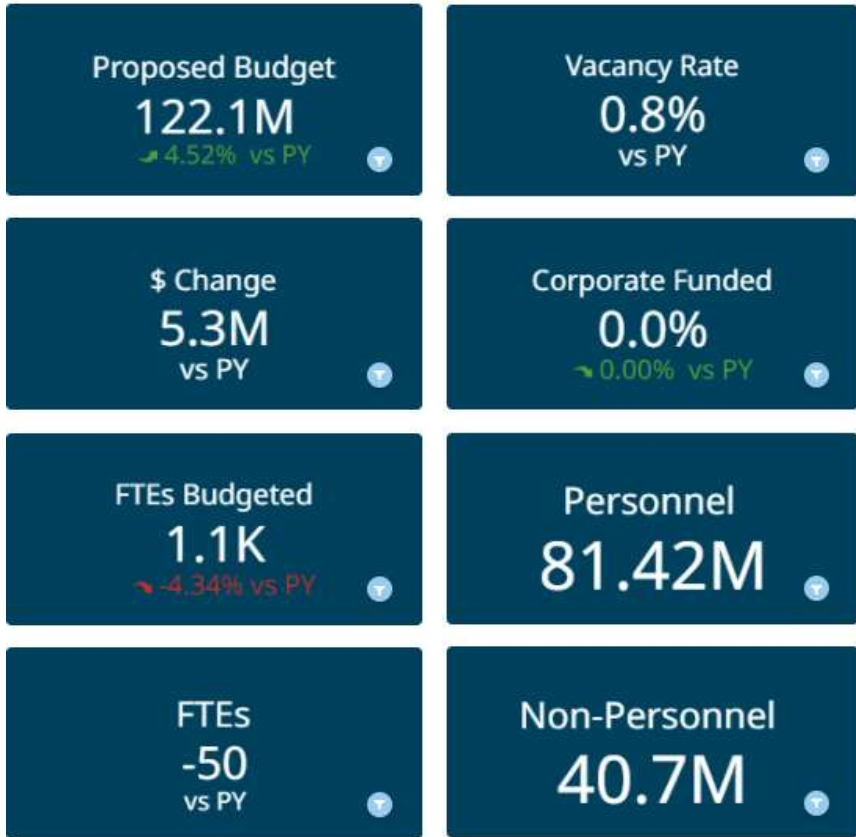 Proposed Budget
122.1M
4.52% vs PY
Vacancy Rate
0.8%
vs PY
$ Change
5.3M
vs PY
Corporate Funded
0.0%
0.00% vs PY
FTEs Budgeted
1.1K
-4.34% vs PY
Personnel
81.42M
FTEs
-50
vs PY
Non-Personnel
40.7M